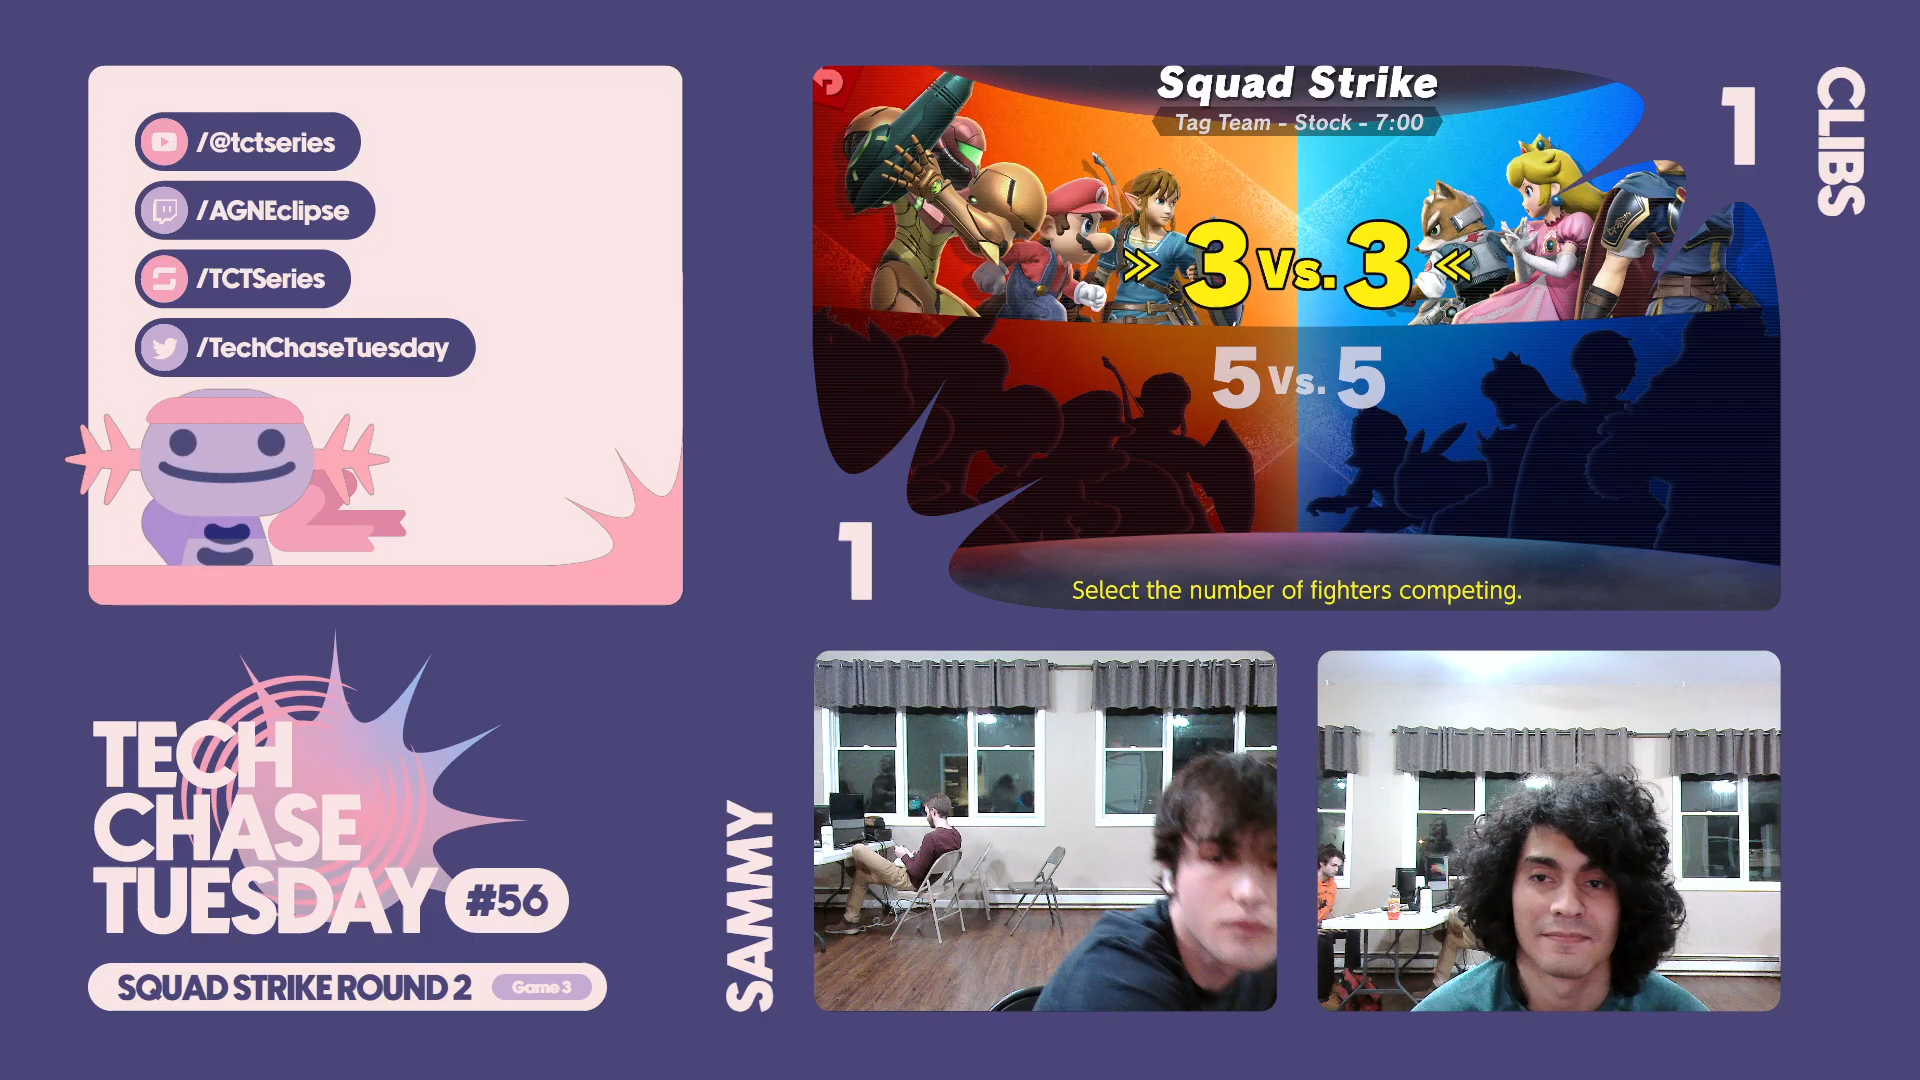 /@tctseries
/AGNEclipse
/TCTSeries
/TechChaseTuesday
TECH
CHASE
TUESDAY
#56
SQUAD STRIKE ROUND 2
Game 3
Squad Strike
Tag Team - Stock - 7:00
3 Vs. 3
5 Vs. 5
Select the number of fighters competing.
1
CLIBS
1
SAMMY